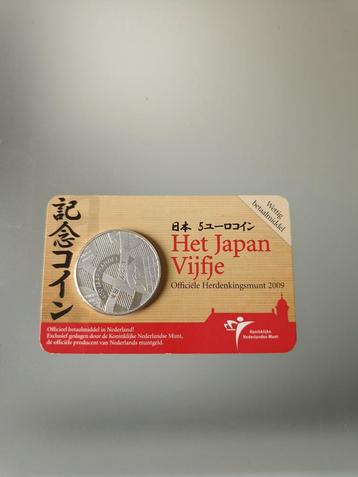 記念コイン
Wettig
betaalmiddel
日本 5ユーロコイン
Het Japan
Vijfje
Officiële Herdenkingsmunt 2009
Officieel betaalmiddel in Nederland!
Exclusief geslagen door de Koninklijke Nederlandse Munt,
dé officiële producent van Nederlands muntgeld.
Koninklijke
Nederlandse Munt